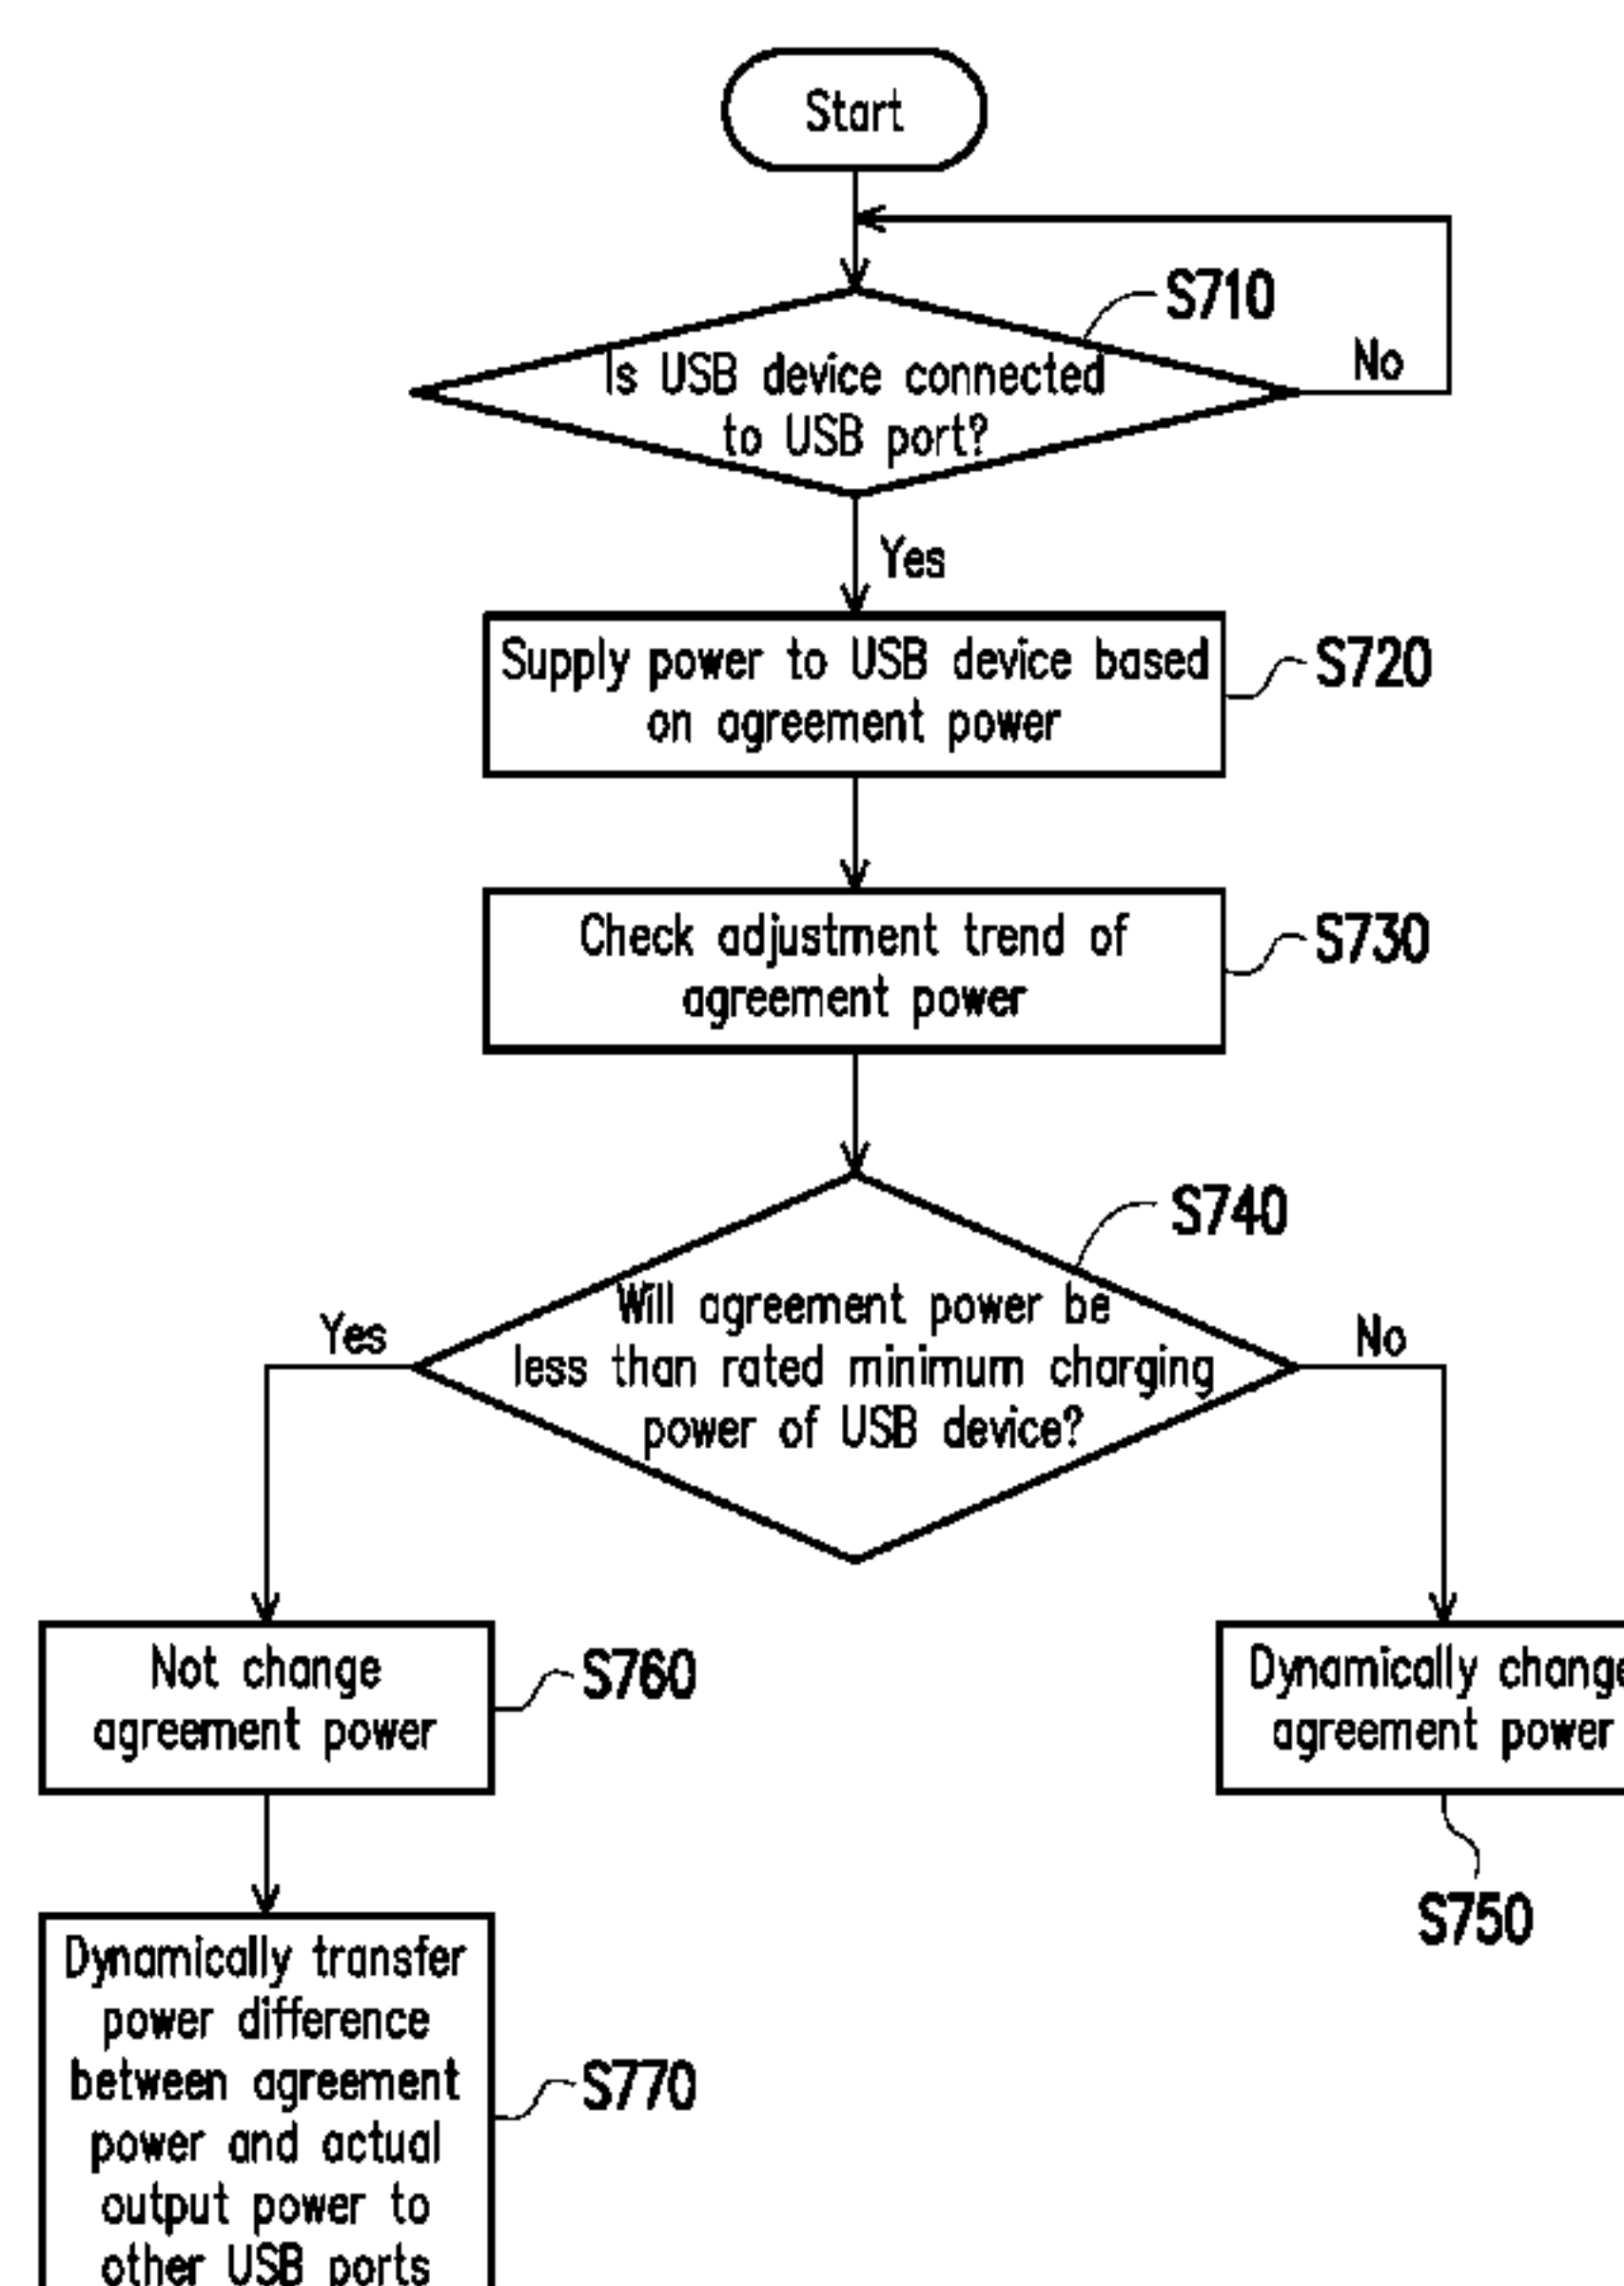 Start
S710
Is USB device connected
to USB port?
No
Yes
Supply power to USB device based
on agreement power
S720
Check adjustment trend of
agreement power
S730
S740
Will agreement power be
less than rated minimum charging
power of USB device?
Yes
No
Not change
agreement power
S760
Dynamically change
agreement power
S750
Dynamically transfer
power difference
between agreement
power and actual
output power to
other USB ports
S770